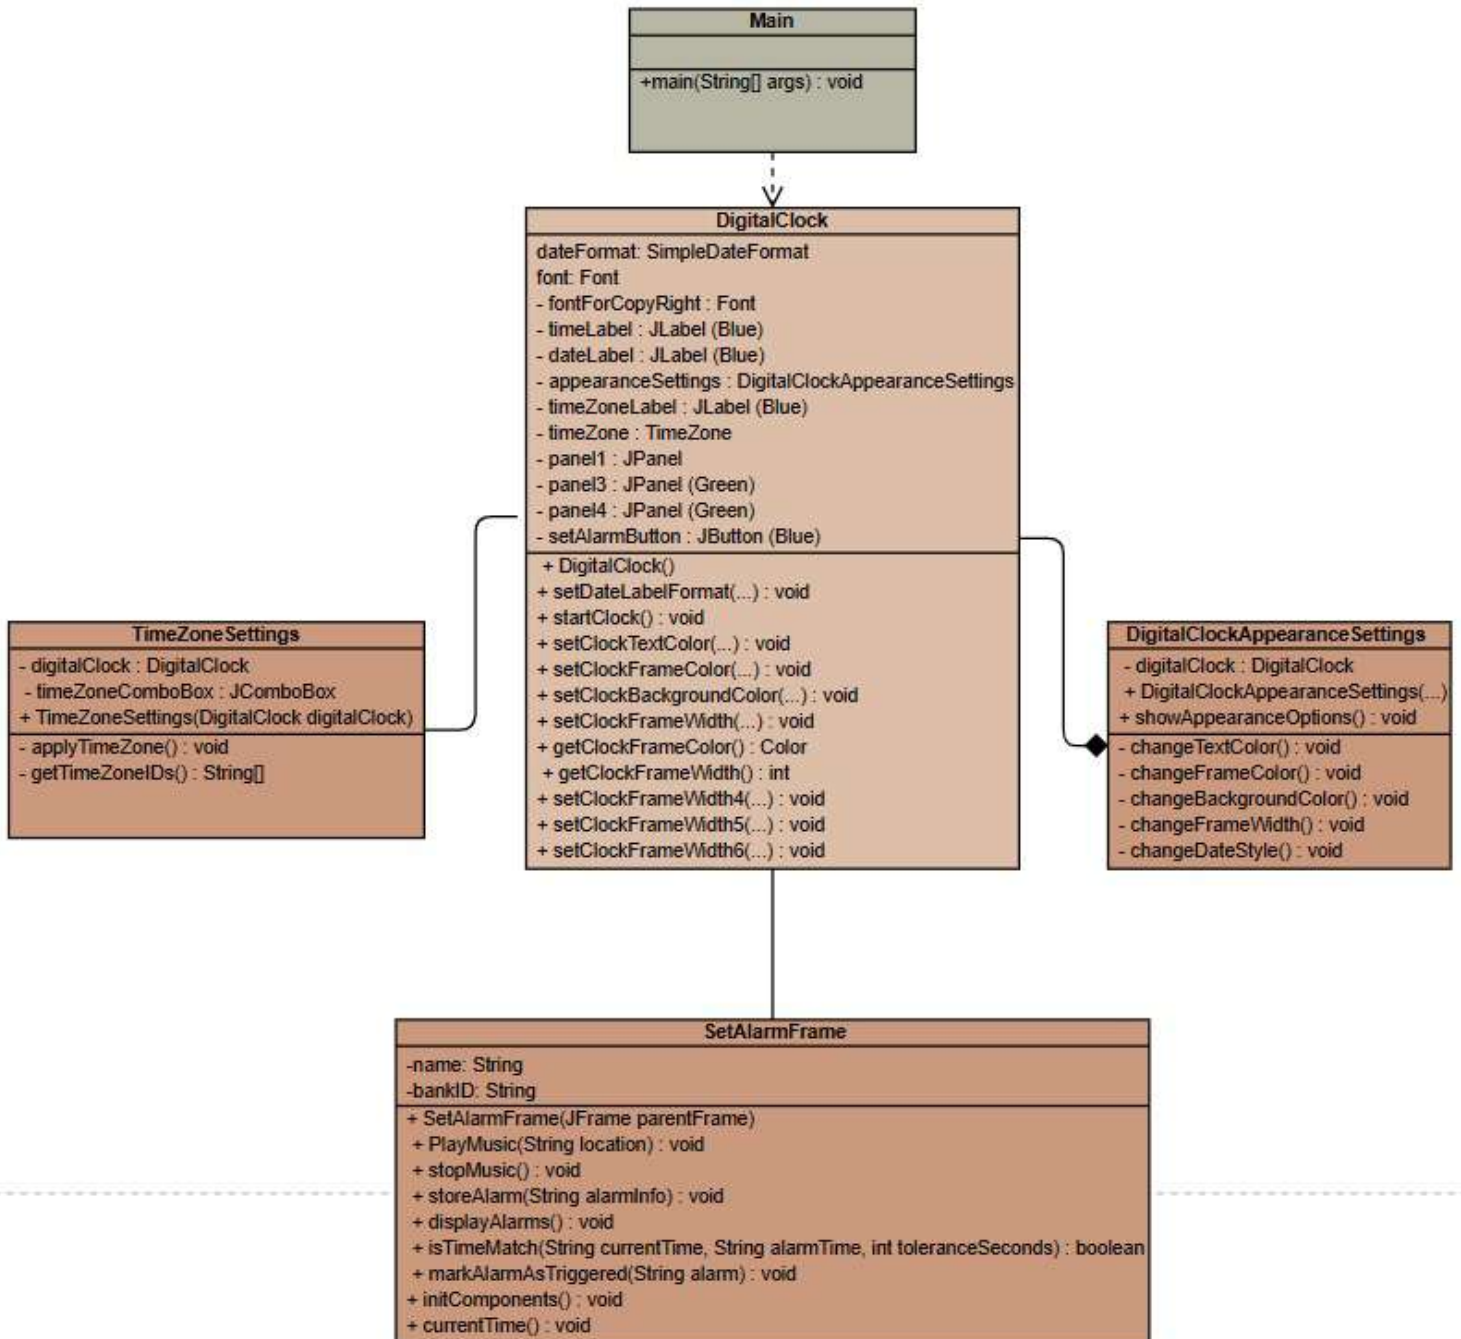 Main
+main(String[] args) : void
DigitalClock
dateFormat: SimpleDateFormat
font: Font
- fontForCopyRight : Font
- timeLabel : JLabel (Blue)
- dateLabel : JLabel (Blue)
- appearanceSettings : DigitalClockAppearanceSettings
- timeZoneLabel : JLabel (Blue)
- timeZone : TimeZone
- panel1 : JPanel
- panel3 : JPanel (Green)
- panel4 : JPanel (Green)
- setAlarmButton : JButton (Blue)
+ DigitalClock()
+ setDateLabelFormat(...) : void
+ startClock() : void
+ setClockTextColor(...) : void
+ setClockFrameColor(...) : void
+ setClockBackgroundColor(...) : void
+ setClockFrameWidth(...) : void
+ getClockFrameColor() : Color
+ getClockFrameWidth() : int
+ setClockFrameWidth4(...) : void
+ setClockFrameWidth5(...) : void
+ setClockFrameWidth6(...) : void
TimeZoneSettings
- digitalClock : DigitalClock
- timeZoneComboBox : JComboBox
+ TimeZoneSettings(DigitalClock digitalClock)
- applyTimeZone() : void
- getTimeZoneIDs() : String[]
DigitalClockAppearanceSettings
- digitalClock : DigitalClock
+ DigitalClockAppearanceSettings(...)
+ showAppearanceOptions() : void
- changeTextColor() : void
- changeFrameColor() : void
- changeBackgroundColor() : void
- changeFrameWidth() : void
- changeDateStyle() : void
SetAlarmFrame
-name: String
-bankID: String
+ SetAlarmFrame(JFrame parentFrame)
+ PlayMusic(String location) : void
+ stopMusic() : void
+ storeAlarm(String alarmInfo) : void
+ displayAlarms() : void
+ isTimeMatch(String currentTime, String alarmTime, int toleranceSeconds) : boolean
+ markAlarmAsTriggered(String alarm) : void
+ initComponents() : void
+ currentTime() : void